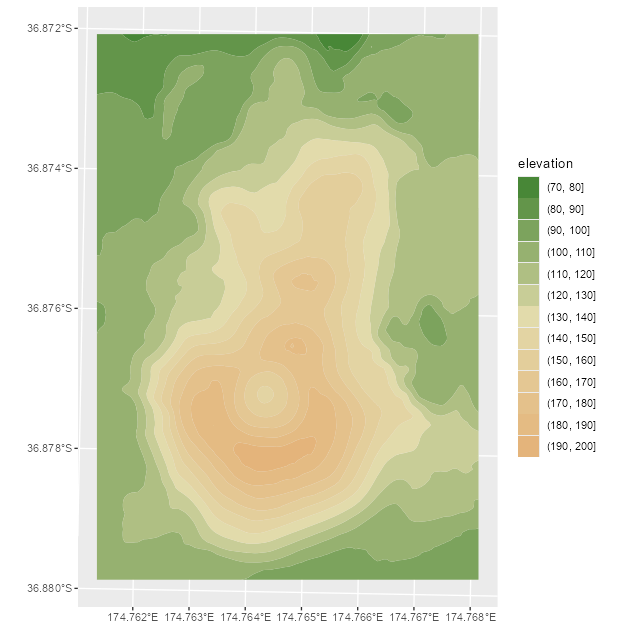 36.872°S
36.874°S
36.876°S
36.878°S
36.880°S
174.762°E 174.763°E 174.764°E 174.765°E 174.766°E 174.767°E 174.768°E
elevation
(70, 80]
(80, 90]
(90, 100]
(100, 110]
(110, 120]
(120, 130]
(130, 140]
(140, 150]
(150, 160]
(160, 170]
(170, 180]
(180, 190]
(190, 200]